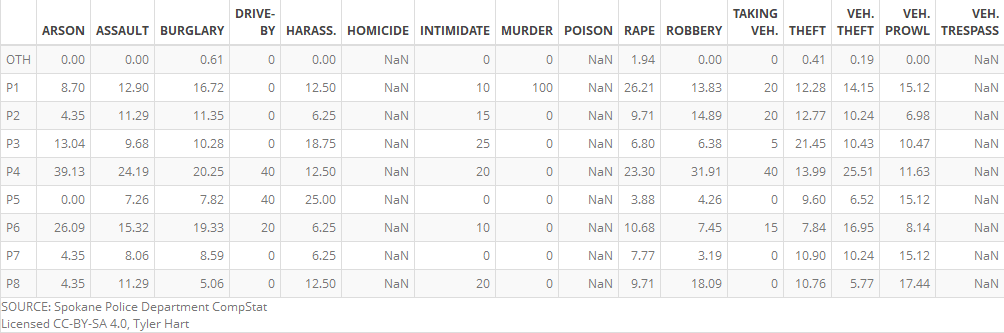 ARSON ASSAULT BURGLARY DRIVE-BY HARASS. HOMICIDE INTIMIDATE MURDER POISON RAPE ROBBERY TAKING VEH. THEFT VEH. THEFT VEH. PROWL VEH. TRESPASS
OTH 0.00 0.00 0.61 0 0.00 NaN 0 0 NaN 1.94 0.00 0 0.41 0.19 0.00 NaN
P1 8.70 12.90 16.72 0 12.50 NaN 10 100 NaN 26.21 13.83 20 12.28 14.15 15.12 NaN
P2 4.35 11.29 11.35 0 6.25 NaN 15 0 NaN 9.71 14.89 20 12.77 10.24 6.98 NaN
P3 13.04 9.68 10.28 0 18.75 NaN 25 0 NaN 6.80 6.38 5 21.45 10.43 10.47 NaN
P4 39.13 24.19 20.25 40 12.50 NaN 20 0 NaN 23.30 31.91 40 13.99 25.51 11.63 NaN
P5 0.00 7.26 7.82 40 25.00 NaN 0 0 NaN 3.88 4.26 0 9.60 6.52 15.12 NaN
P6 26.09 15.32 19.33 20 6.25 NaN 10 0 NaN 10.68 7.45 15 7.84 16.95 8.14 NaN
P7 4.35 8.06 8.59 0 6.25 NaN 0 0 NaN 7.77 3.19 0 10.90 10.24 15.12 NaN
P8 4.35 11.29 5.06 0 12.50 NaN 20 0 NaN 9.71 18.09 0 10.76 5.77 17.44 NaN
SOURCE: Spokane Police Department CompStat
Licensed CC-BY-SA 4.0, Tyler Hart